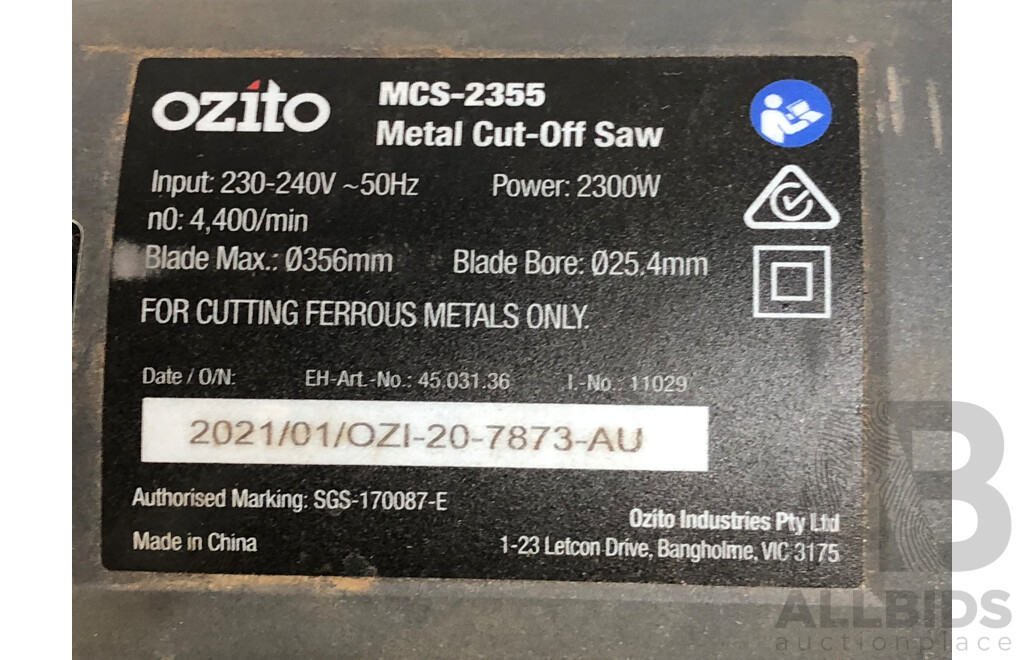 ozito MCS-2355
Metal Cut-Off Saw
Input: 230-240V ~50Hz Power: 2300W
n0: 4,400/min
Blade Max.: Ø356mm Blade Bore: Ø25.4mm
FOR CUTTING FERROUS METALS ONLY.
Date / O/N: EH-Art.-No.: 45.031.36 I.-No.: 11029
2021/01/OZI-20-7873-AU
Authorised Marking: SGS-170087-E
Ozito Industries Pty Ltd
Made in China
1-23 Letcon Drive, Bangholme, VIC 3175
B
ALLBIDS
auctionplace